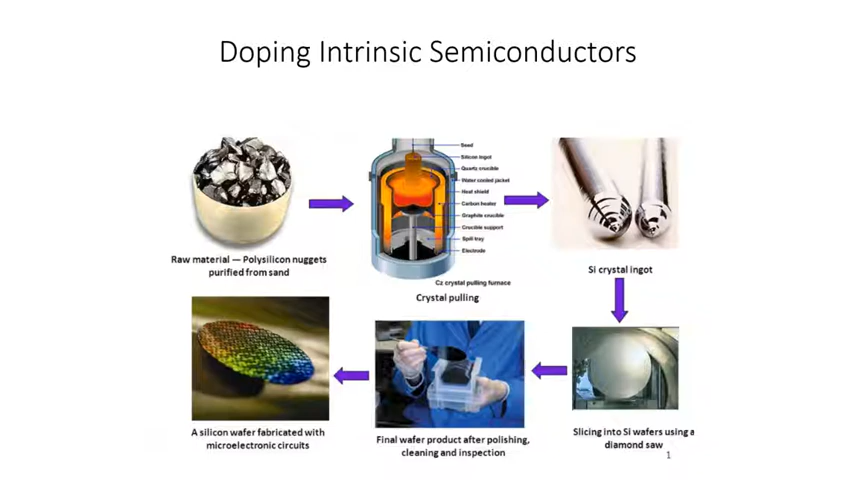 Doping Intrinsic Semiconductors
Seed
Silicon ingot
Quartz crucible
Water cooled jacket
Heat shield
Carbon heater
Graphite crucible
Crucible support
Spill tray
Electrode
Cz crystal pulling furnace
Raw material — Polysilicon nuggets
purified from sand
Crystal pulling
Si crystal ingot
A silicon wafer fabricated with
microelectronic circuits
Final wafer product after polishing,
cleaning and inspection
Slicing into Si wafers using a
diamond saw
1